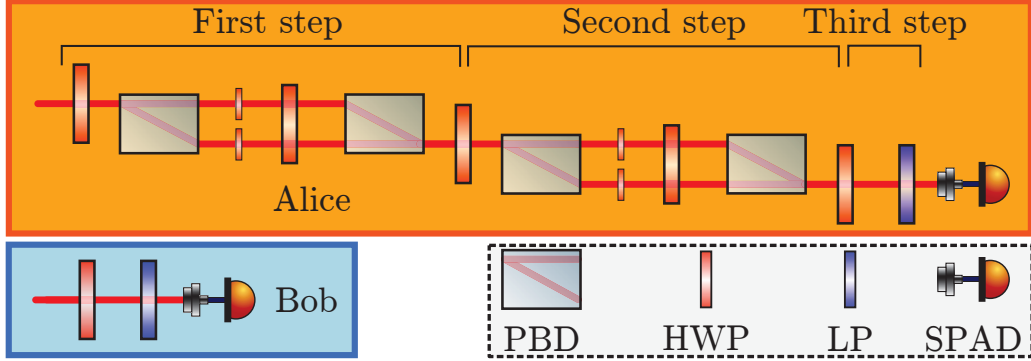 First step
Second step
Third step
Alice
Bob
PBD
HWP
LP
SPAD